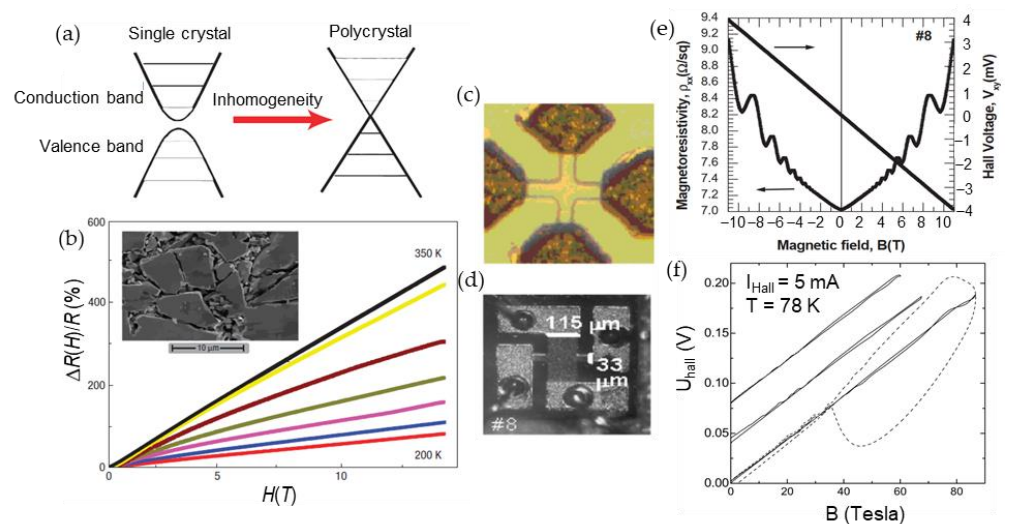 (a)
Single crystal
Polycrystal
Conduction band
Inhomogeneity
Valence band
(b)
600
400
200
0
ΔR(H)/R(%)
350 K
200 K
10 μm
0
5
10
H(T)
(c)
(d)
115 μm
33
μm
#8
(e)
#8
9.4
9.2
9.0
8.8
8.6
8.4
8.2
8.0
7.8
7.6
7.4
7.2
7.0
Magnetoresistivity, ρxx(Ω/sq)
4
3
2
1
0
-1
-2
-3
-4
Hall Voltage, Vxy(mV)
-10 -8 -6 -4 -2 0 2 4 6 8 10
Magnetic field, B(T)
(f)
I Hall = 5 mA
T = 78 K
0.20
0.15
0.10
0.05
0.00
U hall (V)
0 20 40 60 80
B (Tesla)